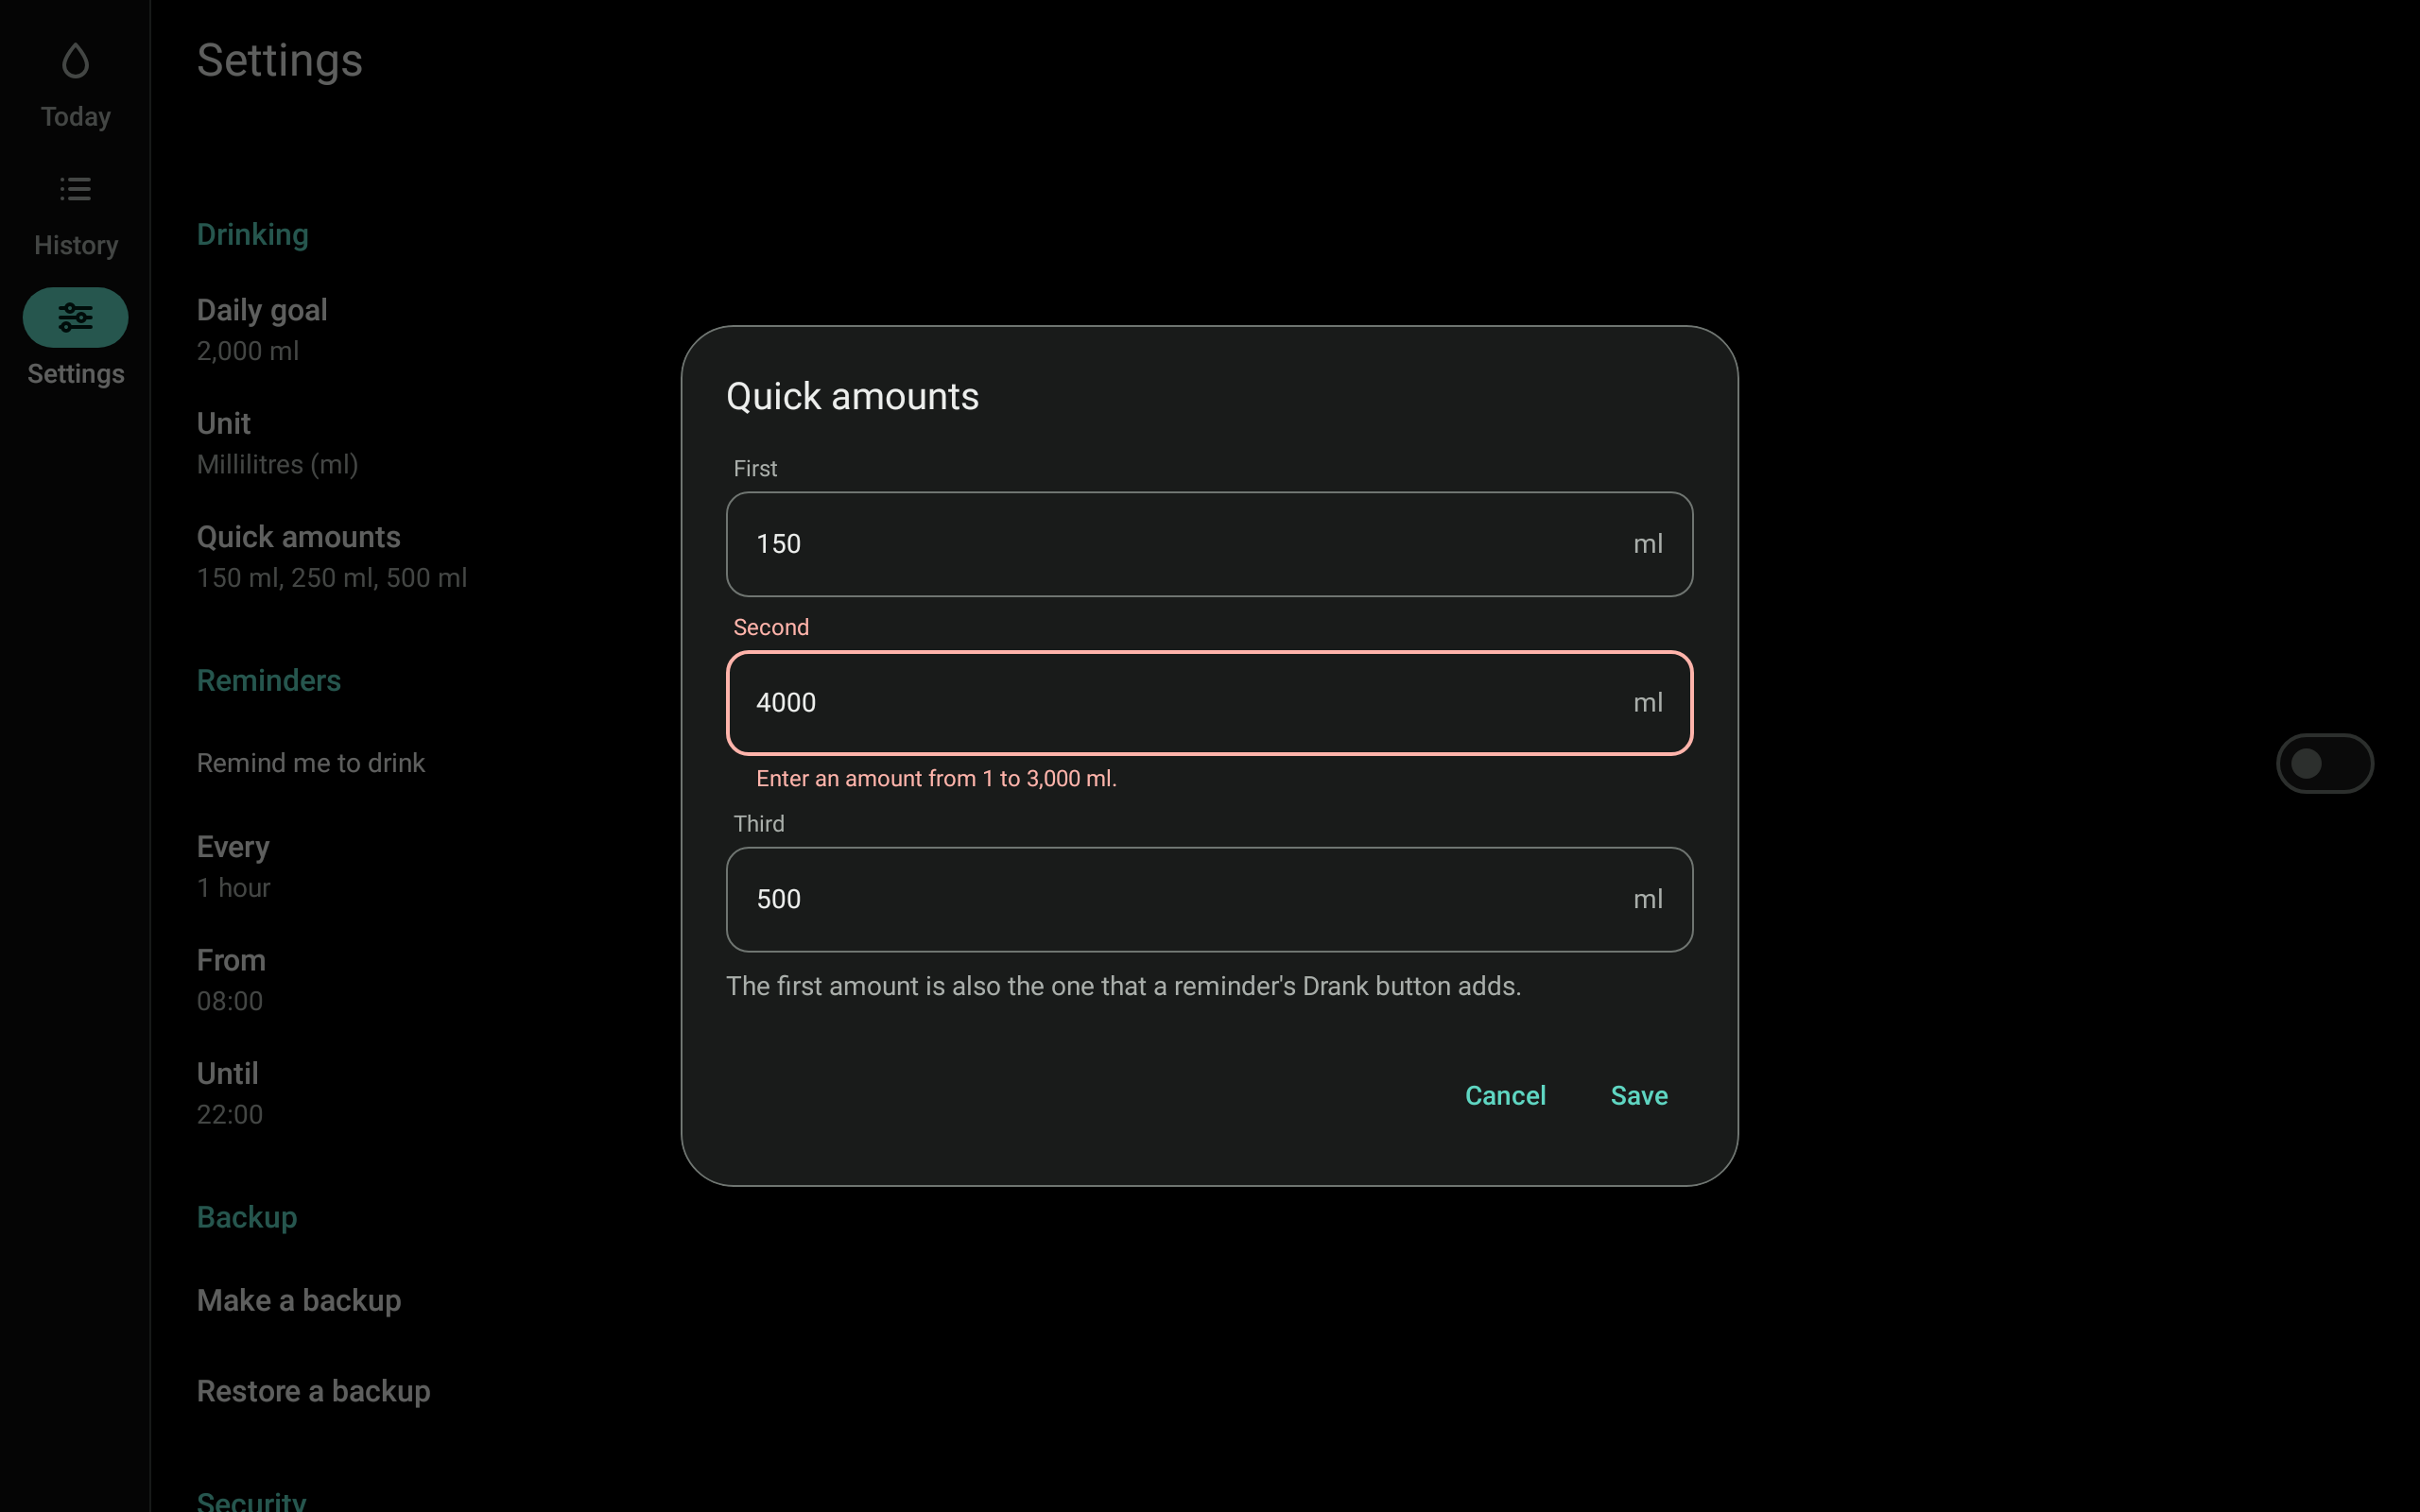 Settings
Today
History
Settings
Drinking
Daily goal
2,000 ml
Unit
Millilitres (ml)
Quick amounts
150 ml, 250 ml, 500 ml
Reminders
Remind me to drink
Every
1 hour
From
08:00
Until
22:00
Backup
Make a backup
Restore a backup
Security
Quick amounts
First
150 ml
Second
4000 ml
Enter an amount from 1 to 3,000 ml.
Third
500 ml
The first amount is also the one that a reminder's Drank button adds.
Cancel Save